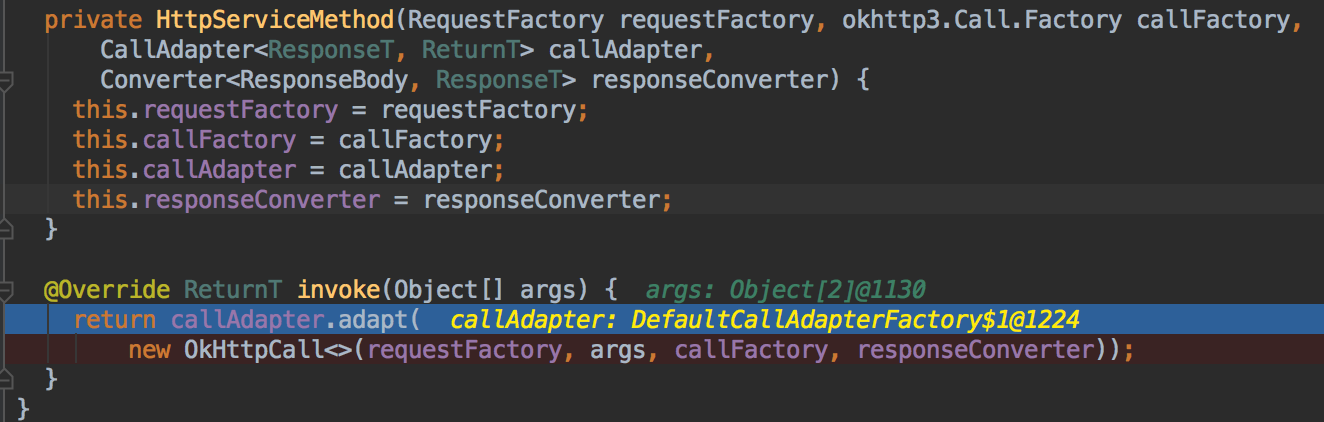 private HttpServiceMethod(RequestFactory requestFactory, okhttp3.Call.Factory callFactory,
CallAdapter<ResponseT, ReturnT> callAdapter,
Converter<ResponseBody, ResponseT> responseConverter) {
this.requestFactory = requestFactory;
this.callFactory = callFactory;
this.callAdapter = callAdapter;
this.responseConverter = responseConverter;
}
@Override ReturnT invoke(Object[] args) { args: Object[2]@1130
return callAdapter.adapt( callAdapter: DefaultCallAdapterFactory$1@1224
new OkHttpCall<>(requestFactory, args, callFactory, responseConverter));
}
}